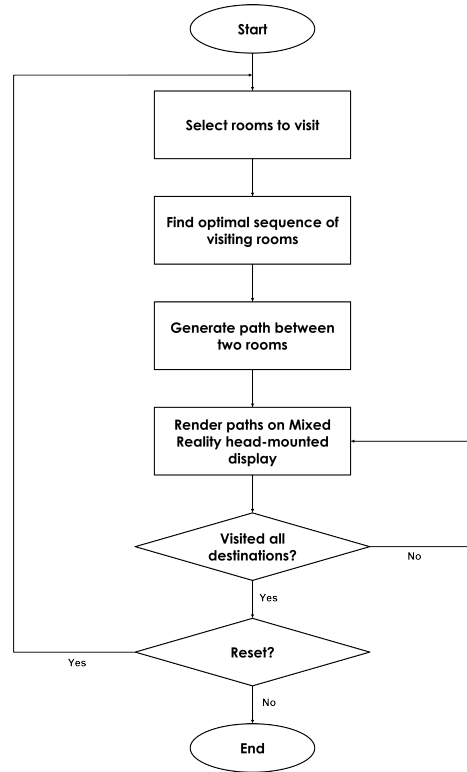 Start
Select rooms to visit
Find optimal sequence of
visiting rooms
Generate path between
two rooms
Render paths on Mixed
Reality head-mounted
display
Visited all
destinations?
No
Yes
Reset?
Yes
No
End